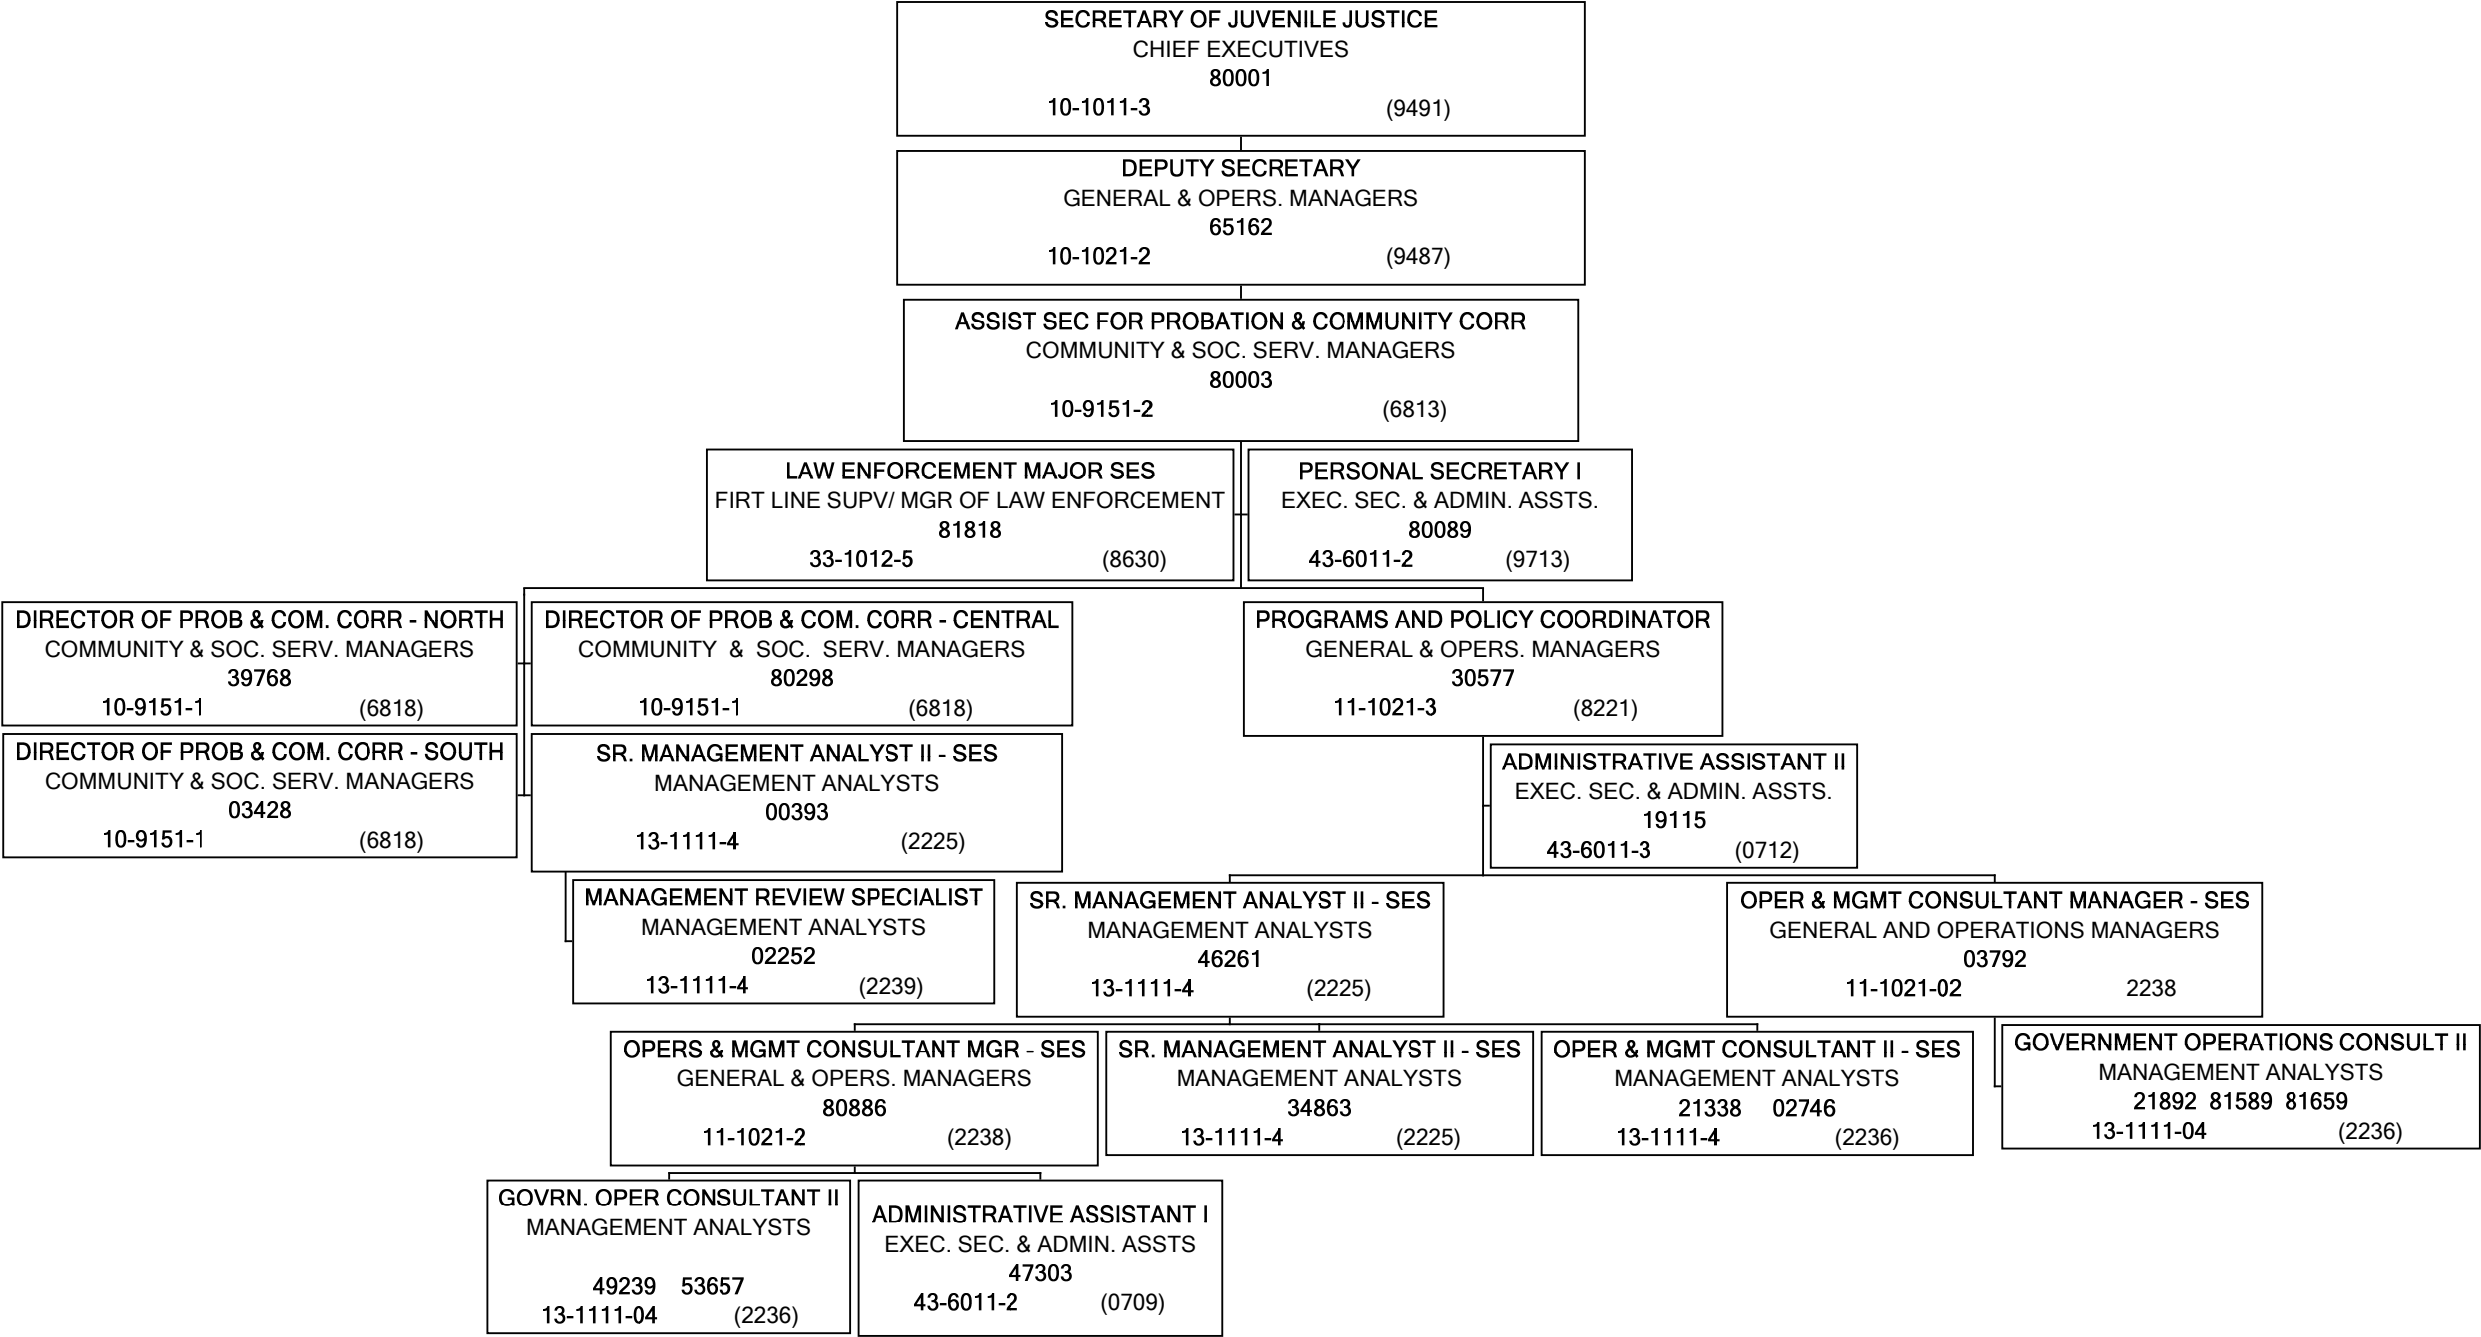 SECRETARY OF JUVENILE JUSTICE
CHIEF EXECUTIVES
80001
10-1011-3 (9491)
DEPUTY SECRETARY
GENERAL & OPERS. MANAGERS
65162
10-1021-2 (9487)
ASSIST SEC FOR PROBATION & COMMUNITY CORR
COMMUNITY & SOC. SERV. MANAGERS
80003
10-9151-2 (6813)
LAW ENFORCEMENT MAJOR SES
FIRT LINE SUPV/ MGR OF LAW ENFORCEMENT
81818
33-1012-5 (8630)
PERSONAL SECRETARY I
EXEC. SEC. & ADMIN. ASSTS.
80089
43-6011-2 (9713)
DIRECTOR OF PROB & COM. CORR - NORTH
COMMUNITY & SOC. SERV. MANAGERS
39768
10-9151-1 (6818)
DIRECTOR OF PROB & COM. CORR - CENTRAL
COMMUNITY & SOC. SERV. MANAGERS
80298
10-9151-1 (6818)
PROGRAMS AND POLICY COORDINATOR
GENERAL & OPERS. MANAGERS
30577
11-1021-3 (8221)
DIRECTOR OF PROB & COM. CORR - SOUTH
COMMUNITY & SOC. SERV. MANAGERS
03428
10-9151-1 (6818)
SR. MANAGEMENT ANALYST II - SES
MANAGEMENT ANALYSTS
00393
13-1111-4 (2225)
ADMINISTRATIVE ASSISTANT II
EXEC. SEC. & ADMIN. ASSTS.
19115
43-6011-3 (0712)
MANAGEMENT REVIEW SPECIALIST
MANAGEMENT ANALYSTS
02252
13-1111-4 (2239)
SR. MANAGEMENT ANALYST II - SES
MANAGEMENT ANALYSTS
46261
13-1111-4 (2225)
OPER & MGMT CONSULTANT MANAGER - SES
GENERAL AND OPERATIONS MANAGERS
03792
11-1021-02 2238
OPERS & MGMT CONSULTANT MGR - SES
GENERAL & OPERS. MANAGERS
80886
11-1021-2 (2238)
SR. MANAGEMENT ANALYST II - SES
MANAGEMENT ANALYSTS
34863
13-1111-4 (2225)
OPER & MGMT CONSULTANT II - SES
MANAGEMENT ANALYSTS
21338 02746
13-1111-4 (2236)
GOVERNMENT OPERATIONS CONSULT II
MANAGEMENT ANALYSTS
21892 81589 81659
13-1111-04 (2236)
GOVRN. OPER CONSULTANT II
MANAGEMENT ANALYSTS
49239 53657
13-1111-04 (2236)
ADMINISTRATIVE ASSISTANT I
EXEC. SEC. & ADMIN. ASSTS
47303
43-6011-2 (0709)